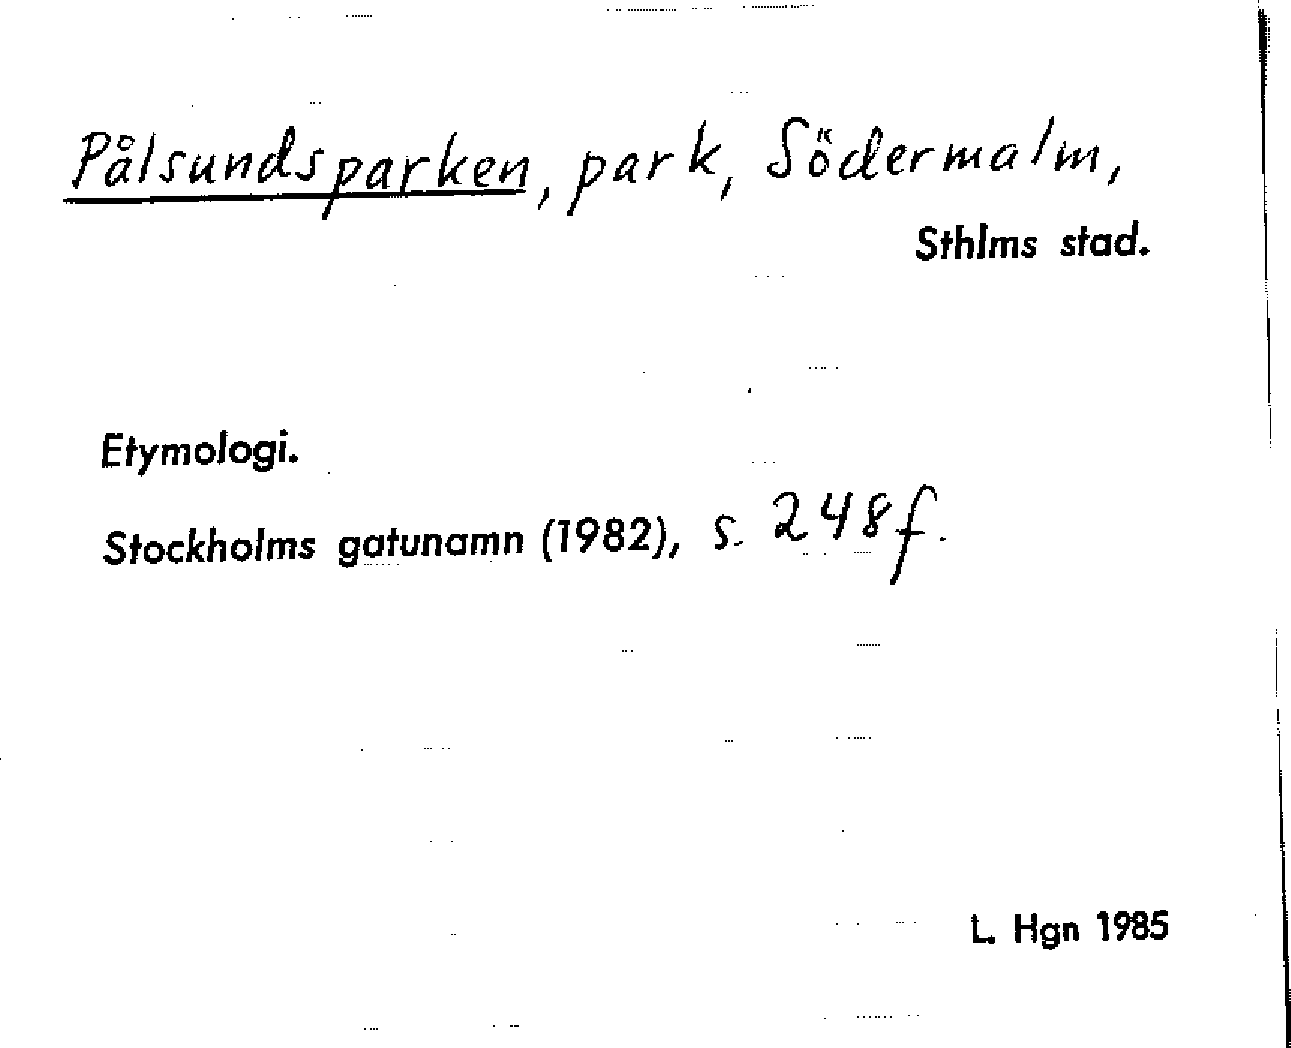 Pålsundsparken, park, Södermalm,
Sthlms stad.
Etymologi.
Stockholms gatunamn (1982), s. 248f.
L. Hgn 1985